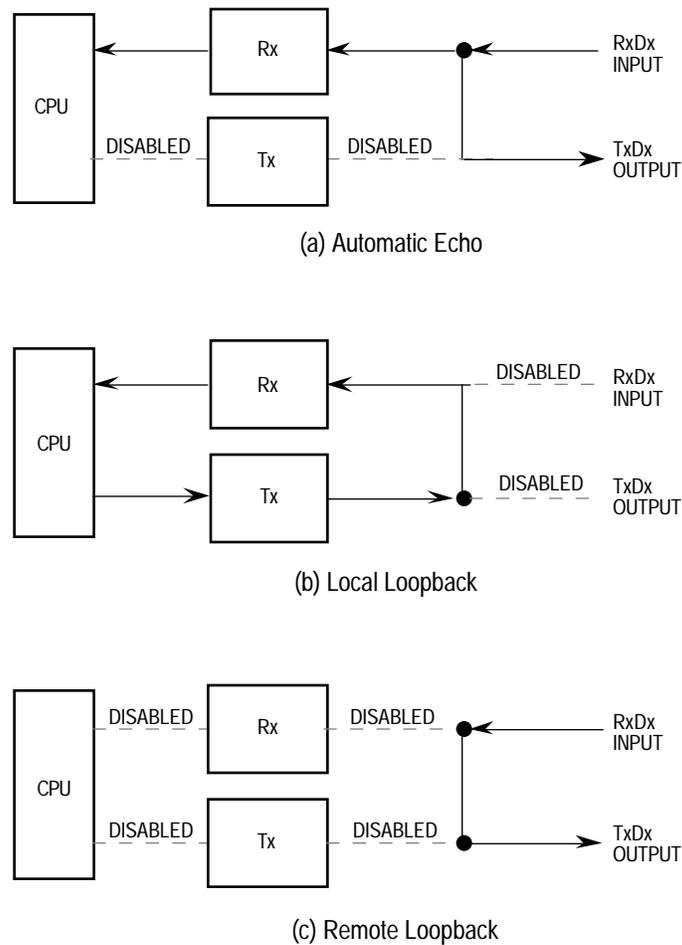 Rx
RxDx
INPUT
CPU
DISABLED
Tx
DISABLED
TxDx
OUTPUT
(a) Automatic Echo
Rx
DISABLED
RxDx
INPUT
CPU
Tx
DISABLED
TxDx
OUTPUT
(b) Local Loopback
DISABLED
Rx
DISABLED
RxDx
INPUT
CPU
DISABLED
Tx
DISABLED
TxDx
OUTPUT
(c) Remote Loopback